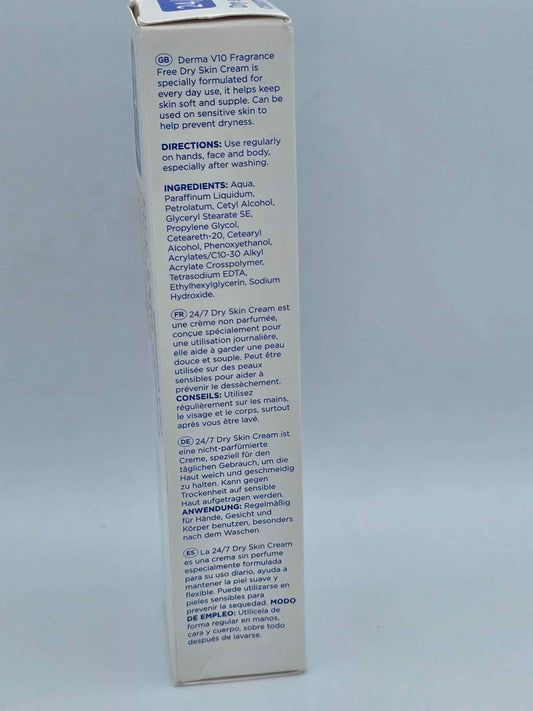 GB Derma V10 Fragrance
Free Dry Skin Cream is
specially formulated for
every day use, it helps keep
skin soft and supple. Can be
used on sensitive skin to
help prevent dryness.
DIRECTIONS: Use regularly
on hands, face and body,
especially after washing.
INGREDIENTS: Aqua,
Paraffinum Liquidum,
Petrolatum, Cetyl Alcohol,
Glyceryl Stearate SE,
Propylene Glycol,
Ceteareth-20, Cetearyl
Alcohol, Phenoxyethanol,
Acrylates/C10-30 Alkyl
Acrylate Crosspolymer,
Tetrasodium EDTA,
Ethylhexylglycerin, Sodium
Hydroxide.
FR 24/7 Dry Skin Cream est
une crème non parfumée,
conçue spécialement pour
une utilisation journalière,
elle aide à garder une peau
douce et souple. Peut être
utilisée sur des peaux
sensibles pour aider à
prévenir le dessèchement.
CONSEILS: Utilisez
régulièrement sur les mains,
le visage et le corps, surtout
après vous être lavé.
DE 24/7 Dry Skin Cream ist
eine nicht-parfümierte
Creme, speziell für den
täglichen Gebrauch, um die
Haut weich und geschmeidig
zu halten. Kann gegen
Trockenheit auf sensible
Haut aufgetragen werden.
ANWENDUNG: Regelmäßig
für Hände, Gesicht und
Körper benutzen, besonders
nach dem Waschen.
ES La 24/7 Dry Skin Cream
es una crema sin perfume
especialmente formulada
para su uso diario, ayuda a
mantener la piel suave y
flexible. Puede utilizarse en
pieles sensibles para
prevenir la sequedad. MODO
DE EMPLEO: Utilícela de
forma regular en manos,
cara y cuerpo, sobre todo
después de lavarse.